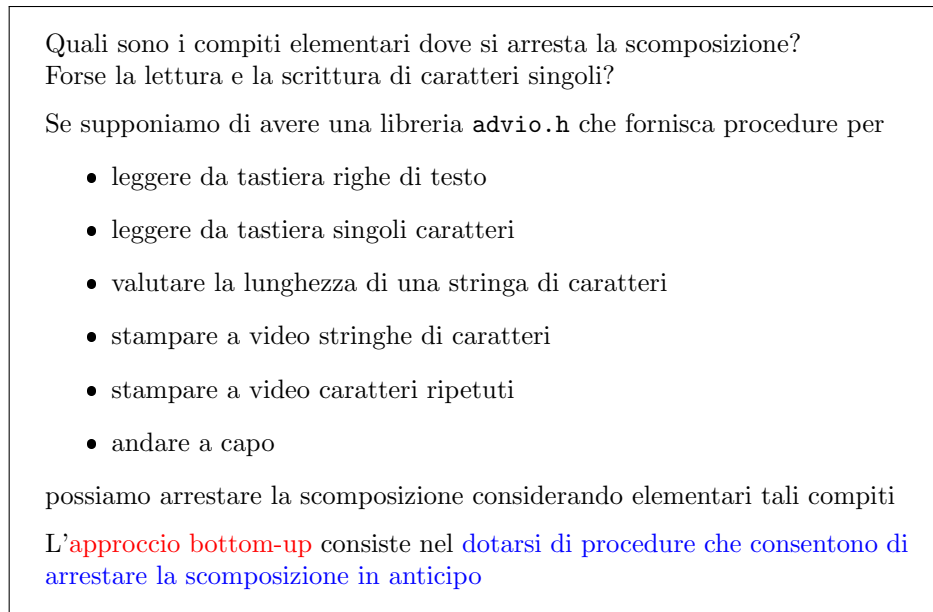 Quali sono i compiti elementari dove si arresta la scomposizione?
Forse la lettura e la scrittura di caratteri singoli?
Se supponiamo di avere una libreria advio.h che fornisca procedure per
• leggere da tastiera righe di testo
• leggere da tastiera singoli caratteri
• valutare la lunghezza di una stringa di caratteri
• stampare a video stringhe di caratteri
• stampare a video caratteri ripetuti
• andare a capo
possiamo arrestare la scomposizione considerando elementari tali compiti
L'approccio bottom-up consiste nel dotarsi di procedure che consentono di
arrestare la scomposizione in anticipo